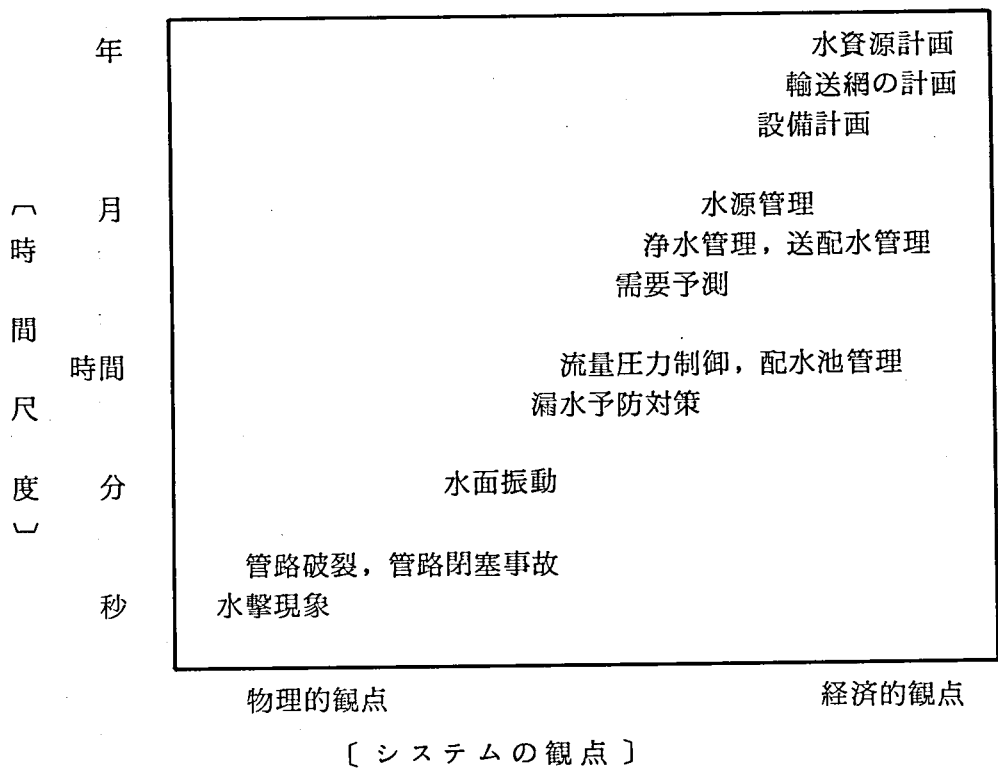 年 水資源計画
輸送網の計画
設備計画
月 水源管理
浄水管理，送配水管理
需要予測
時間 流量圧力制御，配水池管理
漏水予防対策
分 水面振動
管路破裂，管路閉塞事故
秒 水撃現象
〔時間尺度〕
物理的観点 経済的観点
〔システムの観点〕